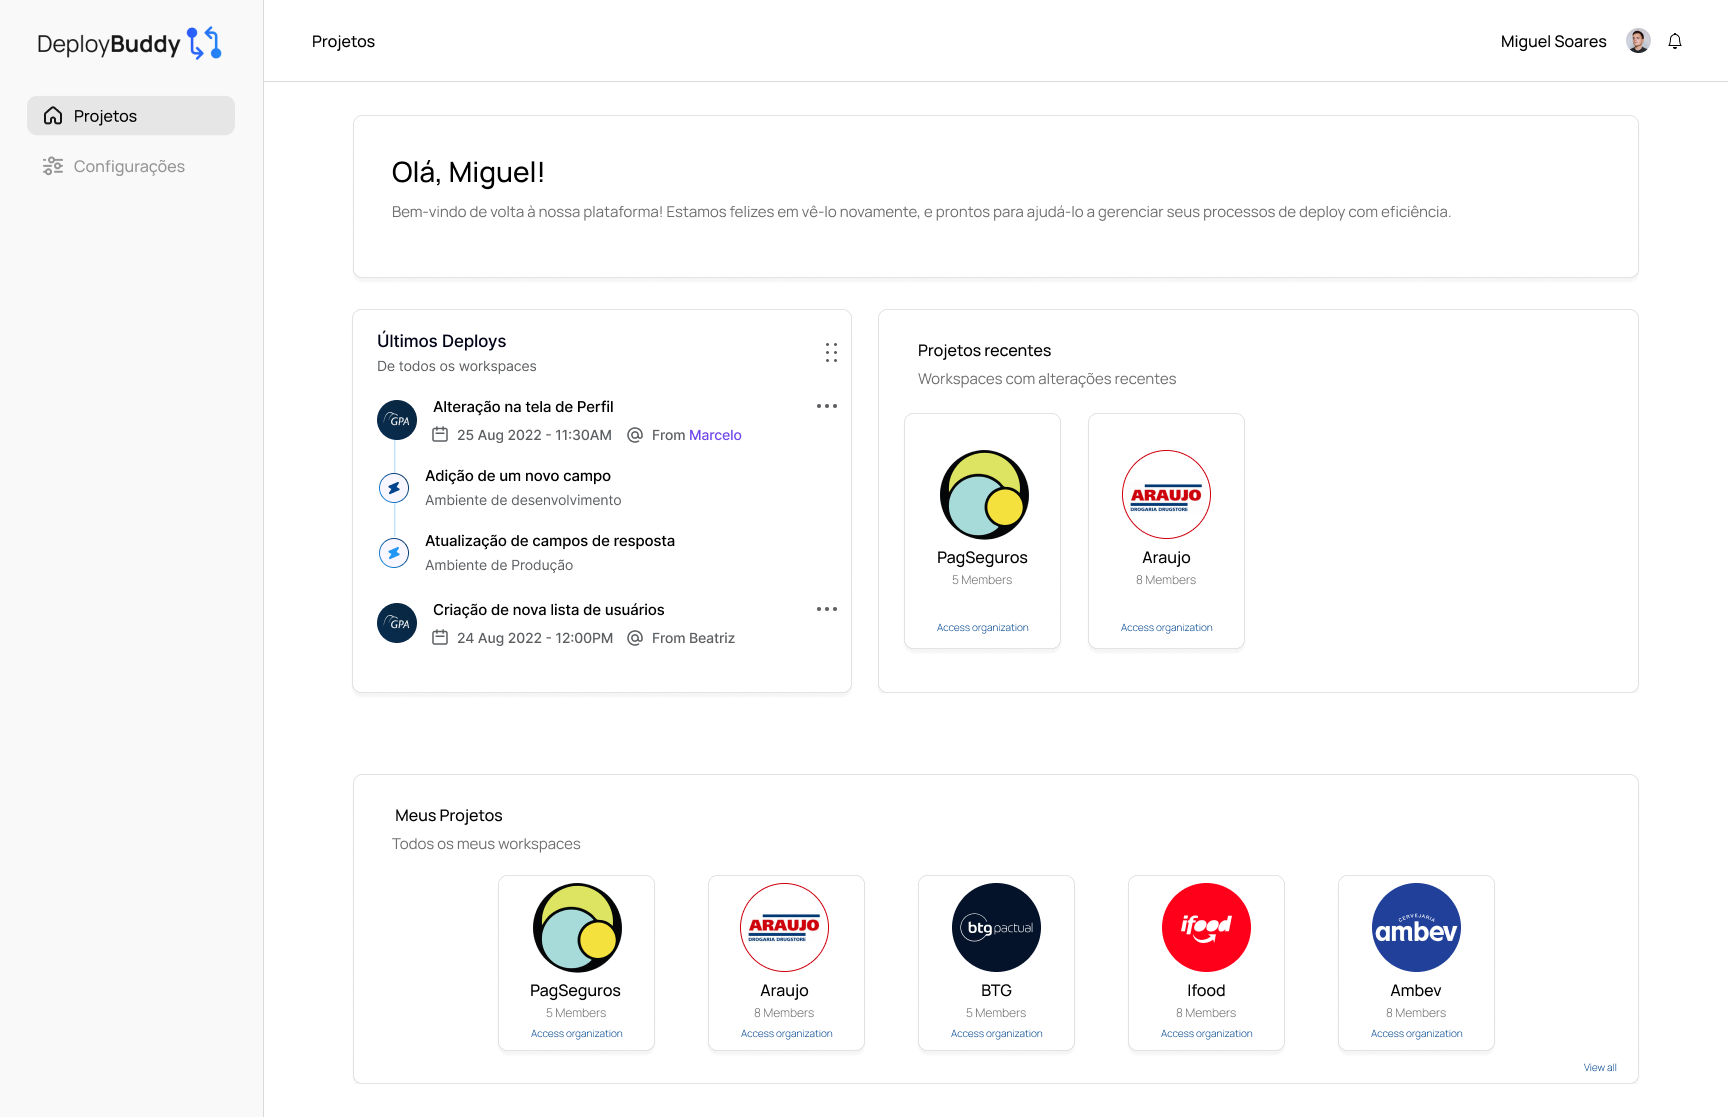 DeployBuddy
Projetos
Configurações
Projetos
Miguel Soares
Olá, Miguel!
Bem-vindo de volta à nossa plataforma! Estamos felizes em vê-lo novamente, e prontos para ajudá-lo a gerenciar seus processos de deploy com eficiência.
Últimos Deploys
De todos os workspaces
GPA
Alteração na tela de Perfil
25 Aug 2022 - 11:30AM
From Marcelo
Adição de um novo campo
Ambiente de desenvolvimento
Atualização de campos de resposta
Ambiente de Produção
GPA
Criação de nova lista de usuários
24 Aug 2022 - 12:00PM
From Beatriz
Projetos recentes
Workspaces com alterações recentes
PagSeguros
5 Members
Access organization
ARAUJO
DROGARIA DRUGSTORE
Araujo
8 Members
Access organization
Meus Projetos
Todos os meus workspaces
PagSeguros
5 Members
Access organization
ARAUJO
DROGARIA DRUGSTORE
Araujo
8 Members
Access organization
btg pactual
BTG
5 Members
Access organization
ifood
Ifood
8 Members
Access organization
CERVEJARIA
ambev
Ambev
8 Members
Access organization
View all